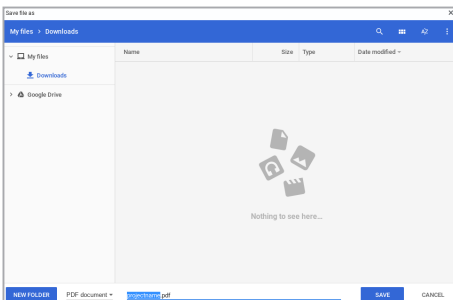 Save file as
My files > Downloads
Name Size Type Date modified
My files
Downloads
Google Drive
Nothing to see here...
NEW FOLDER PDF document projectname.pdf SAVE CANCEL